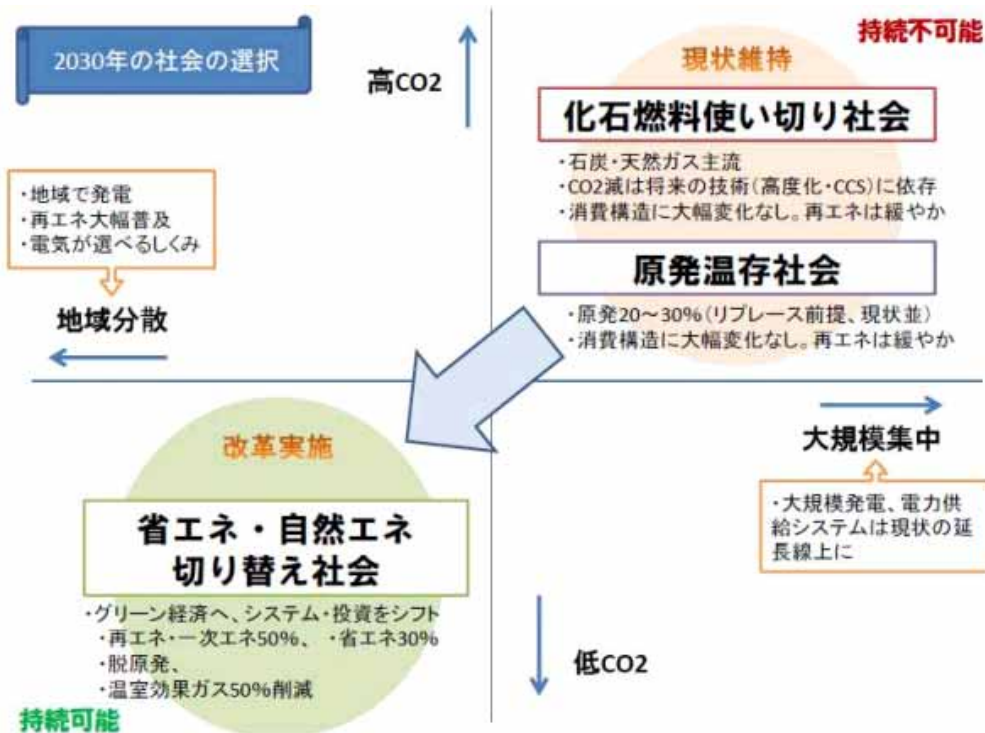 2030年の社会の選択
高CO2
持続不可能
現状維持
化石燃料使い切り社会
・石炭・天然ガス主流
・CO2減は将来の技術(高度化・CCS)に依存
・消費構造に大幅変化なし。再エネは緩やか
・地域で発電
・再エネ大幅普及
・電気が選べるしくみ
地域分散
原発温存社会
・原発20～30%(リプレース前提、現状並)
・消費構造に大幅変化なし。再エネは緩やか
改革実施
省エネ・自然エネ
切り替え社会
・グリーン経済へ、システム・投資をシフト
・再エネ・一次エネ50%、 ・省エネ30%
・脱原発、
・温室効果ガス50%削減
持続可能
大規模集中
・大規模発電、電力供
給システムは現状の延
長線上に
低CO2